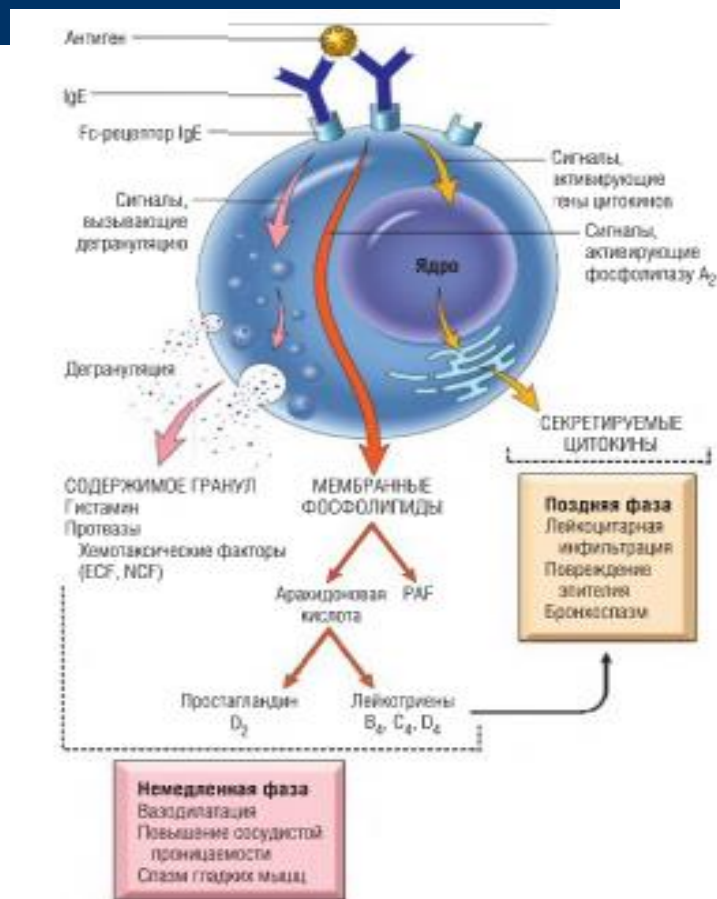 Антиген
IgE
Fc-рецептор IgE
Сигналы,
вызывающие
дегрануляцию
Сигналы,
активирующие
гены цитокинов
Сигналы,
активирующие
фосфолипазу A₂
Ядро
Дегрануляция
СЕКРЕТИРУЕМЫЕ
ЦИТОКИНЫ
СОДЕРЖИМОЕ ГРАНУЛ
Гистамин
Протеазы
Хемотаксические факторы
(ECF, NCF)
МЕМБРАННЫЕ
ФОСФОЛИПИДЫ
Арахидоновая
кислота
PAF
Простагландин
D₂
Лейкотриены
B₄, C₄, D₄
Поздняя фаза
Лейкоцитарная
инфильтрация
Повреждение
эпителия
Бронхоспазм
Немедленная фаза
Вазодилатация
Повышение сосудистой
проницаемости
Спазм гладких мышц